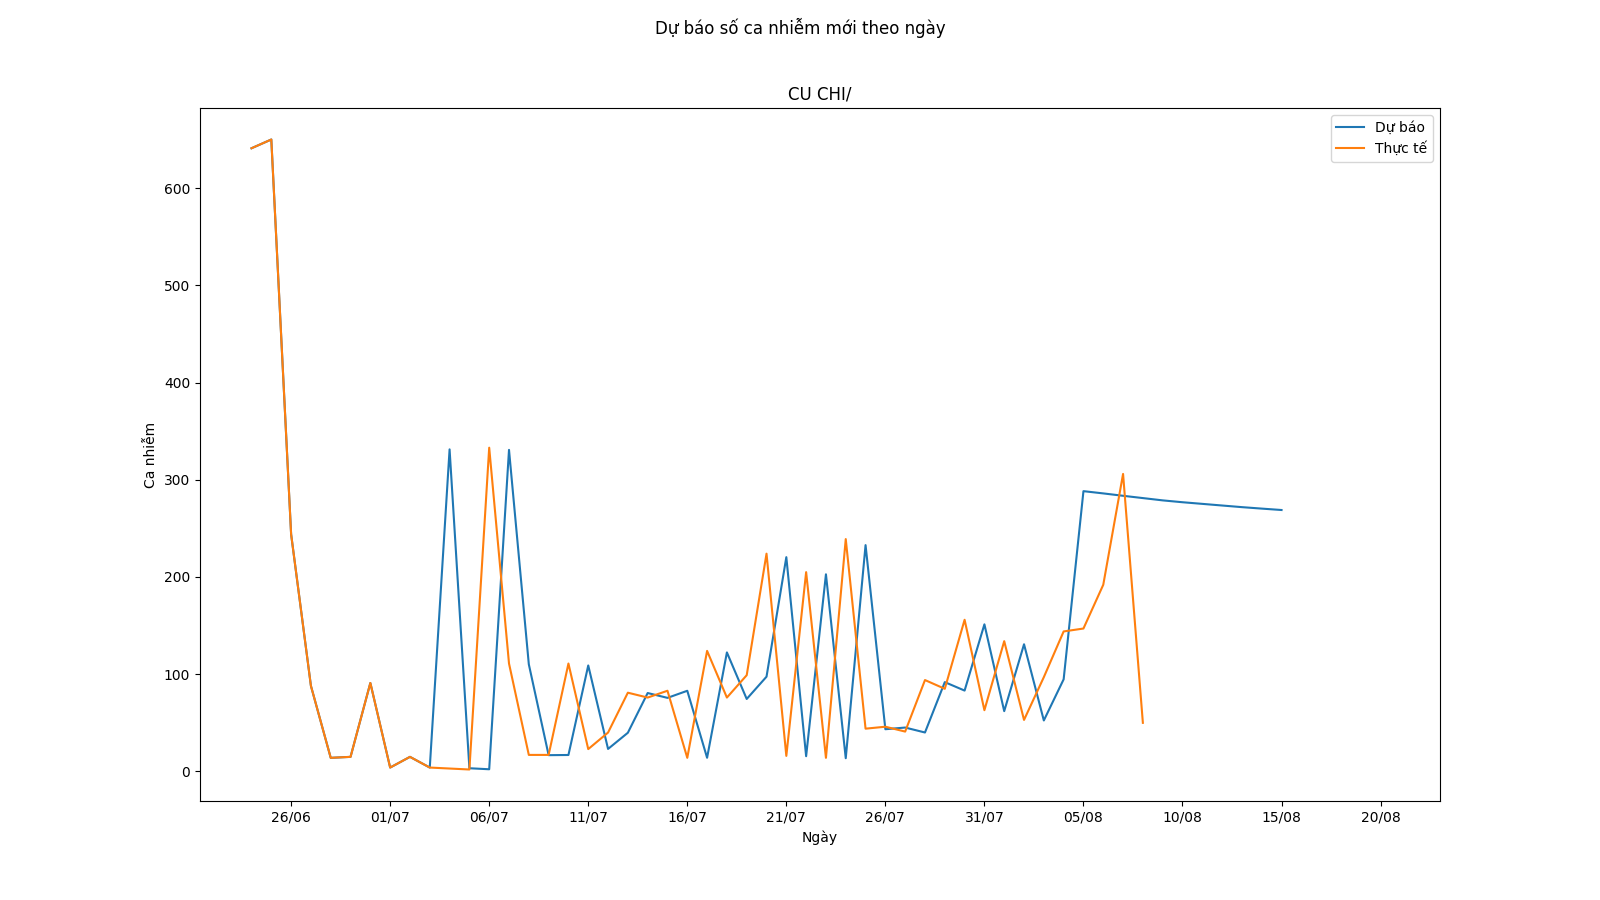 Dự báo số ca nhiễm mới theo ngày
CU CHI/
Dự báo
Thực tế
Ca nhiễm
600
500
400
300
200
100
0
26/06 01/07 06/07 11/07 16/07 21/07 26/07 31/07 05/08 10/08 15/08 20/08
Ngày